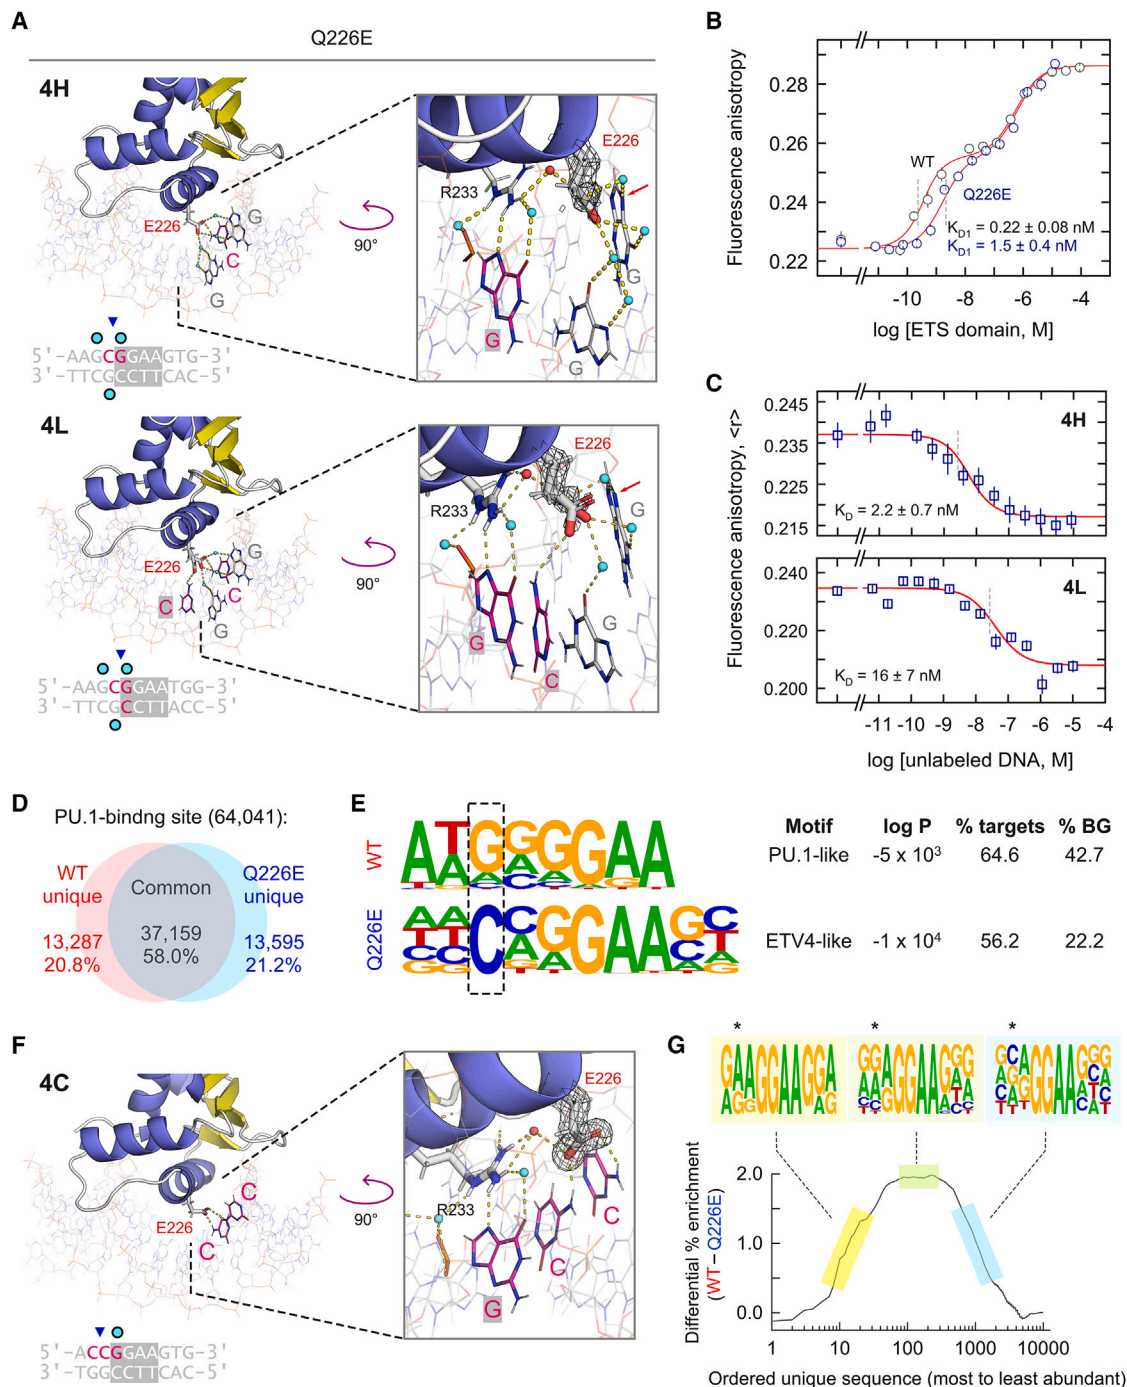 A
Q226E
4H
E226
G
C
G
90°
E226
R233
G
G
5'-AAGCGGAAGTG-3'
3'-TTCGCCTTCAC-5'
4L
E226
G
C
C
G
90°
E226
R233
G
G
G
C
5'-AAGCGGAATGG-3'
3'-TTCGCCTTACC-5'
B
Fluorescence anisotropy
0.28
0.26
0.24
0.22
WT
Q226E
KD1 = 0.22 ± 0.08 nM
KD1 = 1.5 ± 0.4 nM
-10 -8 -6 -4
log [ETS domain, M]
C
Fluorescence anisotropy, <r>
0.245
0.235
0.225
0.215
4H
KD = 2.2 ± 0.7 nM
0.240
0.220
0.200
4L
KD = 16 ± 7 nM
-11 -10 -9 -8 -7 -6 -5 -4
log [unlabeled DNA, M]
D
PU.1-bindng site (64,041):
WT unique
13,287
20.8%
Common
37,159
58.0%
Q226E unique
13,595
21.2%
E
WT
Q226E
Motif log P % targets % BG
PU.1-like -5 x 10³ 64.6 42.7
ETV4-like -1 x 10⁴ 56.2 22.2
F
4C
E226
C
C
90°
E226
R233
C
C
G
5'-ACCGGAAGTG-3'
3'-TGGCCTTCAC-5'
G
* * *
Differential % enrichment
(WT–Q226E)
2.0
1.0
0.0
1 10 100 1000 10000
Ordered unique sequence (most to least abundant)